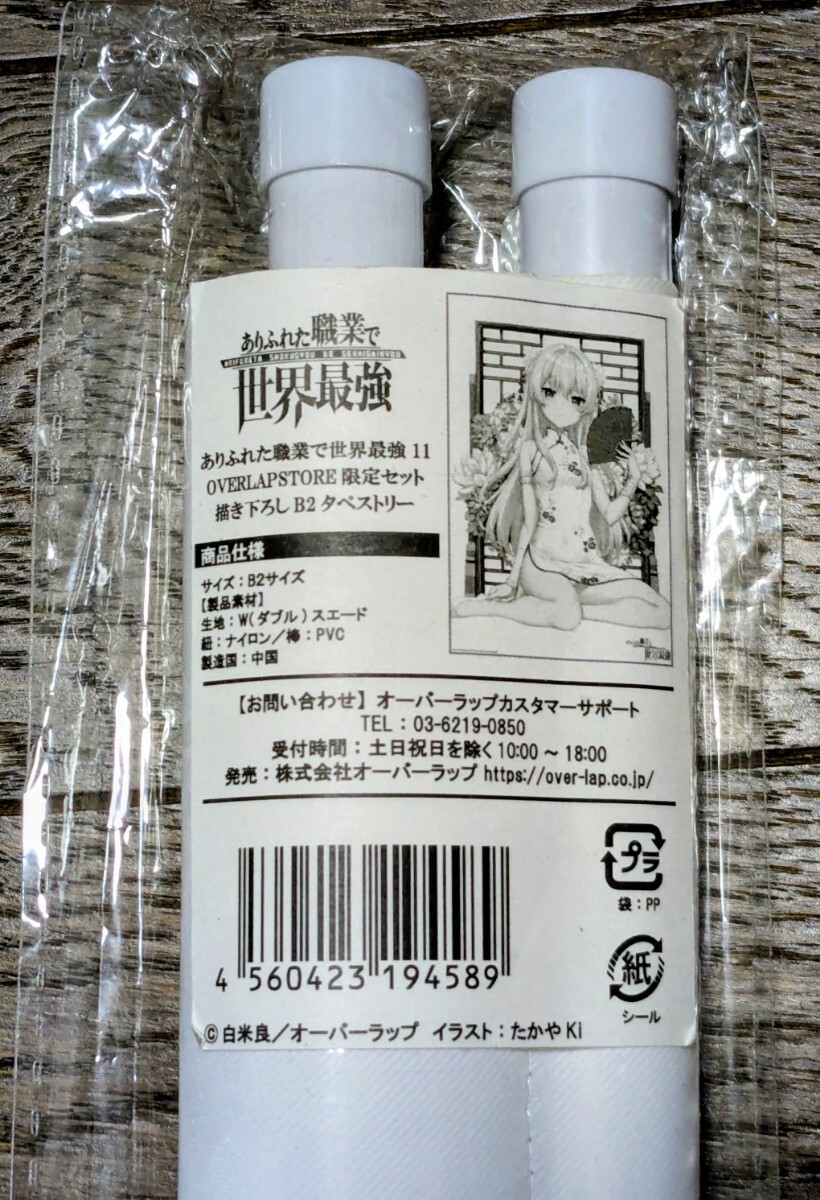 ありふれた職業で
ARIFURETA SHOKUGYOU DE SEKAISAIKYOU
世界最強
ありふれた職業で世界最強 11
OVERLAPSTORE 限定セット
描き下ろし B2 タペストリー
商品仕様
サイズ：B2サイズ
【製品素材】
生地：W(ダブル)スエード
紐：ナイロン／棒：PVC
製造国：中国
【お問い合わせ】オーバーラップカスタマーサポート
TEL：03-6219-0850
受付時間：土日祝日を除く 10:00 ～ 18:00
発売：株式会社オーバーラップ https://over-lap.co.jp/
プラ
袋：PP
4 560423 194589
紙
シール
© 白米良／オーバーラップ イラスト：たかやKi